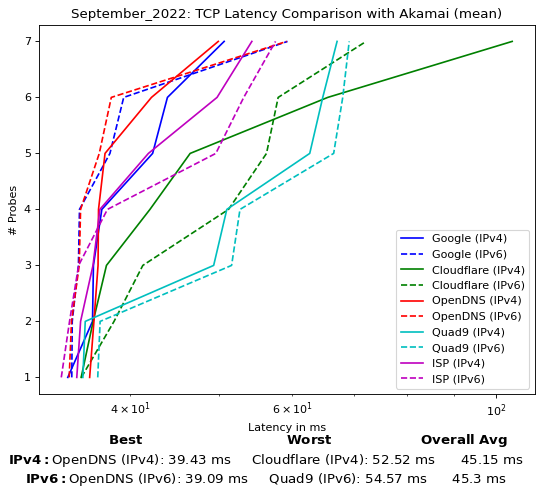 September_2022: TCP Latency Comparison with Akamai (mean)
7
6
5
4
3
2
1
# Probes
Google (IPv4)
Google (IPv6)
Cloudflare (IPv4)
Cloudflare (IPv6)
OpenDNS (IPv4)
OpenDNS (IPv6)
Quad9 (IPv4)
Quad9 (IPv6)
ISP (IPv4)
ISP (IPv6)
4 × 10¹ 6 × 10¹ 10²
Latency in ms
Best Worst Overall Avg
IPv4: OpenDNS (IPv4): 39.43 ms Cloudflare (IPv4): 52.52 ms 45.15 ms
IPv6: OpenDNS (IPv6): 39.09 ms Quad9 (IPv6): 54.57 ms 45.3 ms